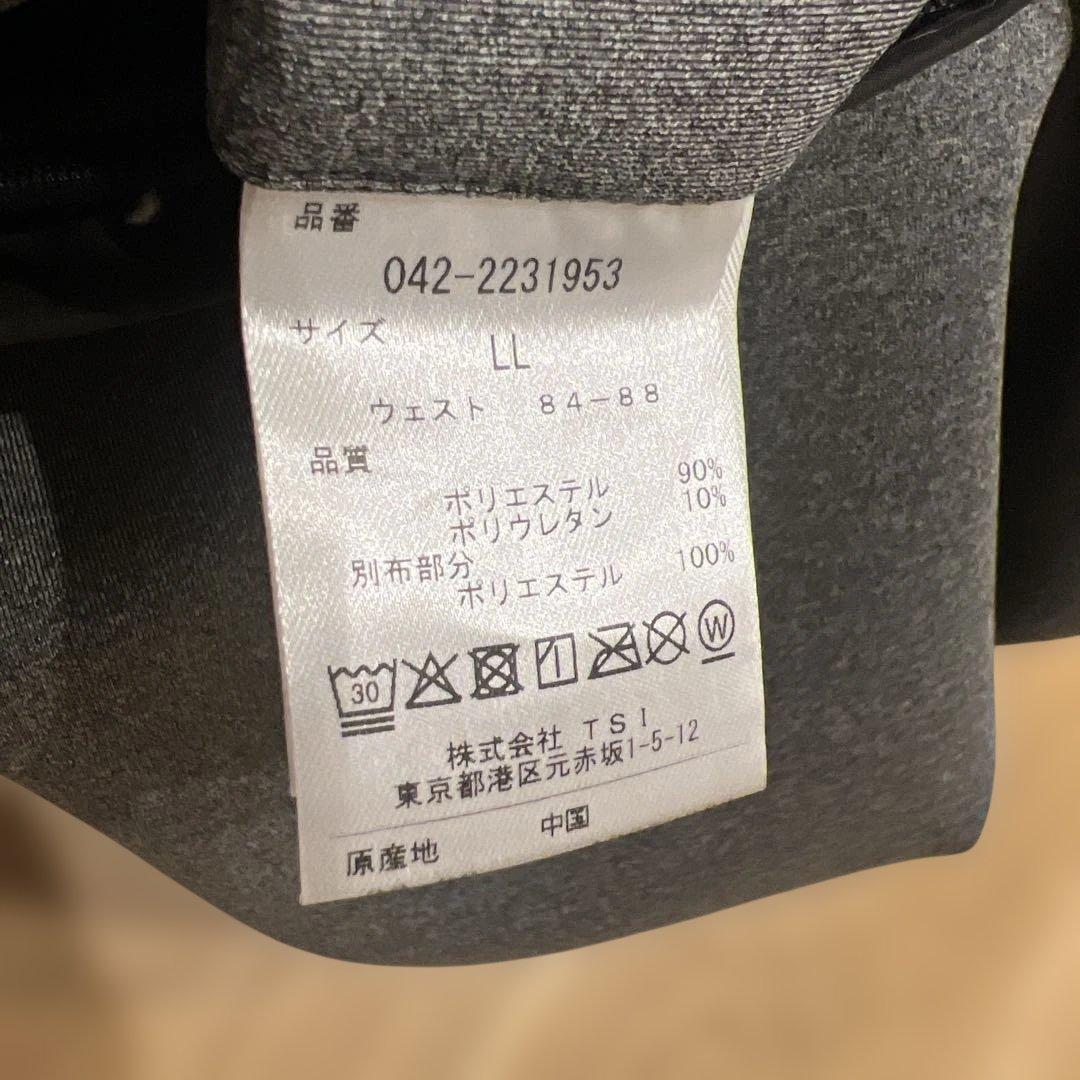 品番
042-2231953
サイズ
LL
ウェスト 84-88
品質
ポリエステル 90%
ポリウレタン 10%
別布部分
ポリエステル 100%
30 W
株式会社 TSI
東京都港区元赤坂1-5-12
原産地 中国